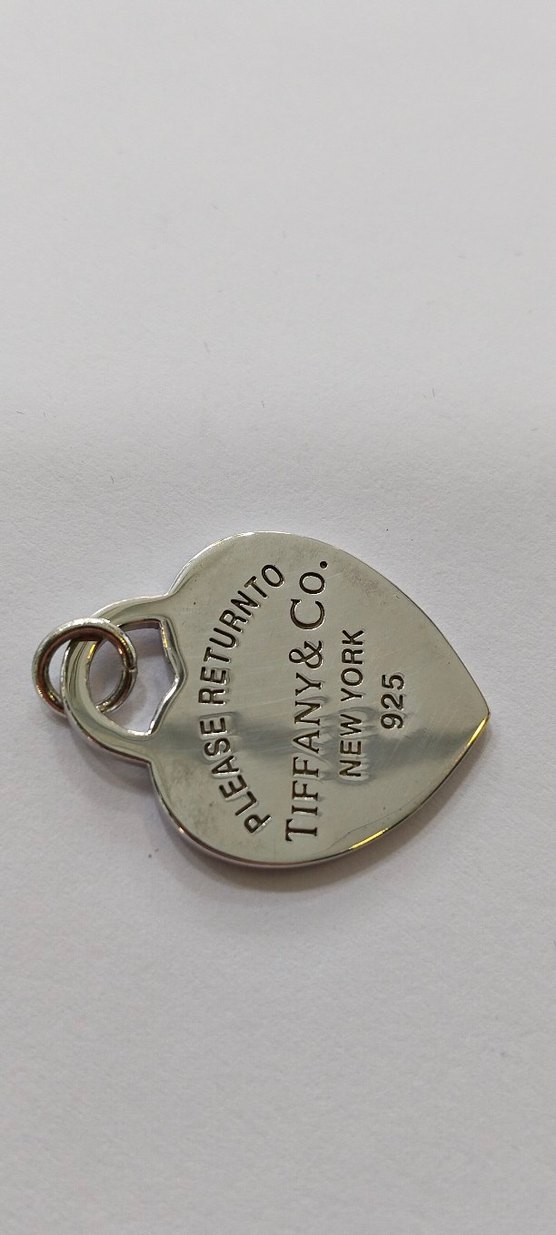 PLEASE RETURNTO
TIFFANY& CO.
NEW YORK
925